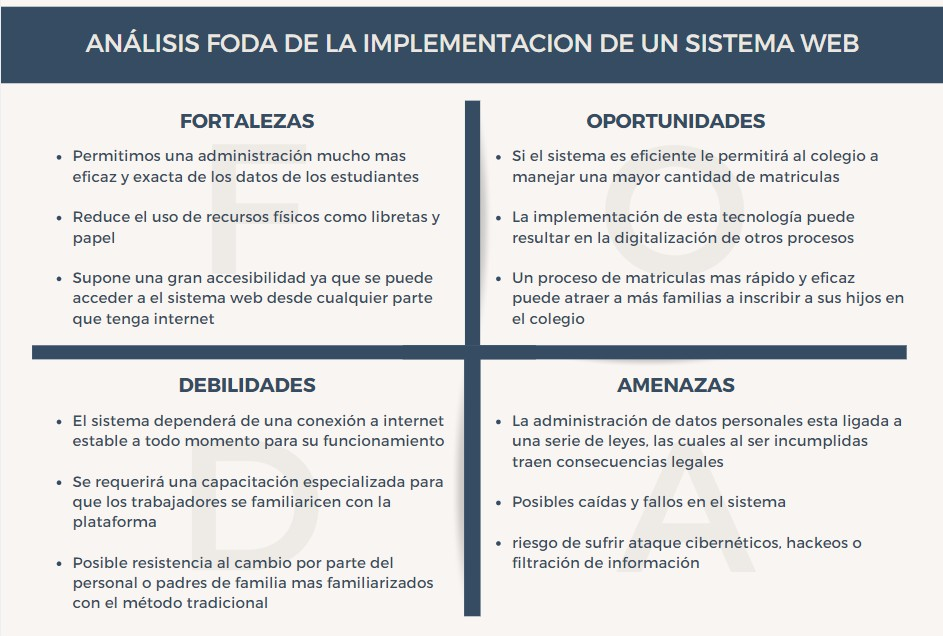 ANÁLISIS FODA DE LA IMPLEMENTACION DE UN SISTEMA WEB
FORTALEZAS
• Permitimos una administración mucho mas
eficaz y exacta de los datos de los estudiantes
• Reduce el uso de recursos físicos como libretas y
papel
• Supone una gran accesibilidad ya que se puede
acceder a el sistema web desde cualquier parte
que tenga internet
OPORTUNIDADES
• Si el sistema es eficiente le permitirá al colegio a
manejar una mayor cantidad de matriculas
• La implementación de esta tecnología puede
resultar en la digitalización de otros procesos
• Un proceso de matriculas mas rápido y eficaz
puede atraer a más familias a inscribir a sus hijos en
el colegio
DEBILIDADES
• El sistema dependerá de una conexión a internet
estable a todo momento para su funcionamiento
• Se requerirá una capacitación especializada para
que los trabajadores se familiaricen con la
plataforma
• Posible resistencia al cambio por parte del
personal o padres de familia mas familiarizados
con el método tradicional
AMENAZAS
• La administración de datos personales esta ligada a
una serie de leyes, las cuales al ser incumplidas
traen consecuencias legales
• Posibles caídas y fallos en el sistema
• riesgo de sufrir ataque cibernéticos, hackeos o
filtración de información
F
O
D
A